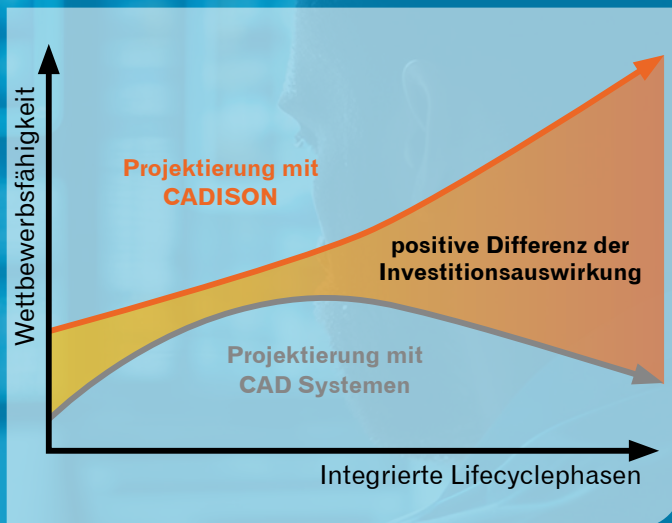 Wettbewerbsfähigkeit
Projektierung mit
CADISON
positive Differenz der
Investitionsauswirkung
Projektierung mit
CAD Systemen
Integrierte Lifecyclephasen